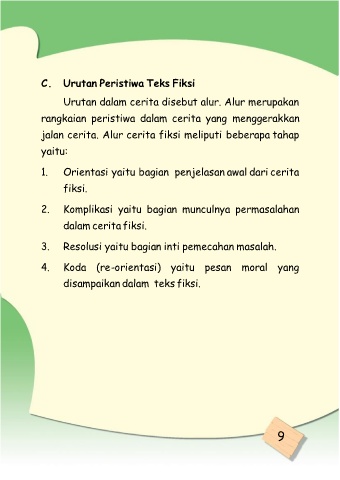 C. Urutan Peristiwa Teks Fiksi
Urutan dalam cerita disebut alur. Alur merupakan
rangkaian peristiwa dalam cerita yang menggerakkan
jalan cerita. Alur cerita fiksi meliputi beberapa tahap
yaitu:
1. Orientasi yaitu bagian penjelasan awal dari cerita
fiksi.
2. Komplikasi yaitu bagian munculnya permasalahan
dalam cerita fiksi.
3. Resolusi yaitu bagian inti pemecahan masalah.
4. Koda (re-orientasi) yaitu pesan moral yang
disampaikan dalam teks fiksi.
9